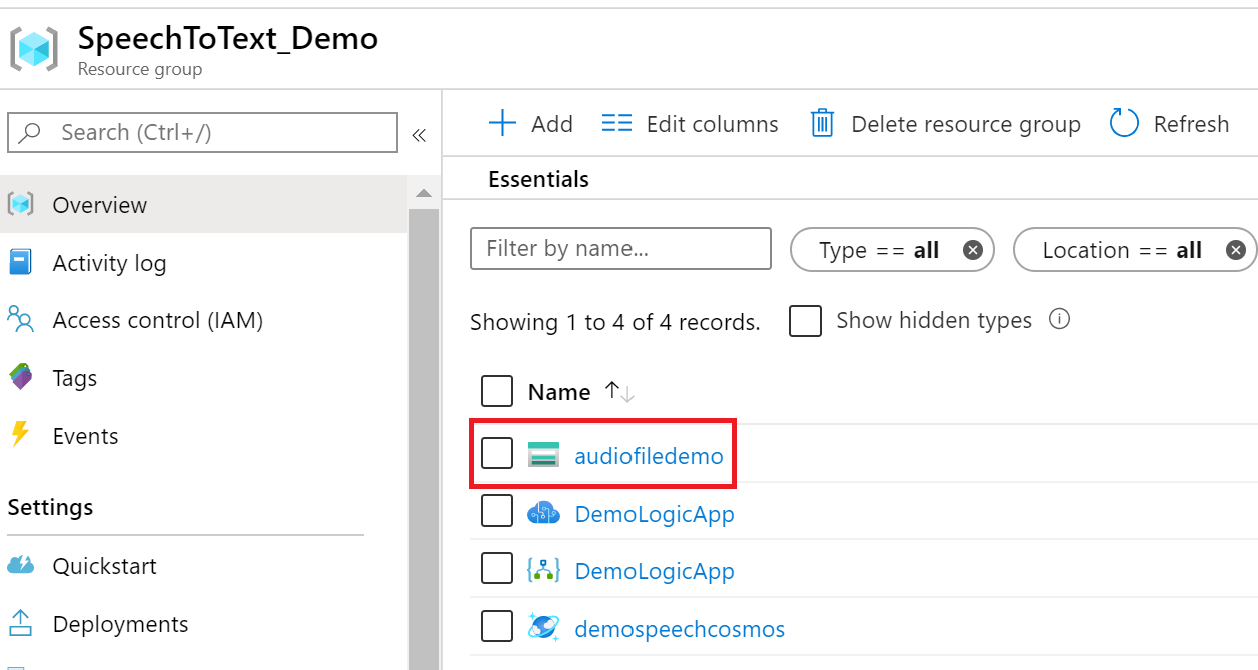 SpeechToText_Demo
Resource group
Search (Ctrl+/)
«
Overview
Activity log
Access control (IAM)
Tags
Events
Settings
Quickstart
Deployments
Add
Edit columns
Delete resource group
Refresh
Essentials
Filter by name...
Type == all
Location == all
Showing 1 to 4 of 4 records.
Show hidden types
Name ↑↓
audiofiledemo
DemoLogicApp
DemoLogicApp
demospeechcosmos